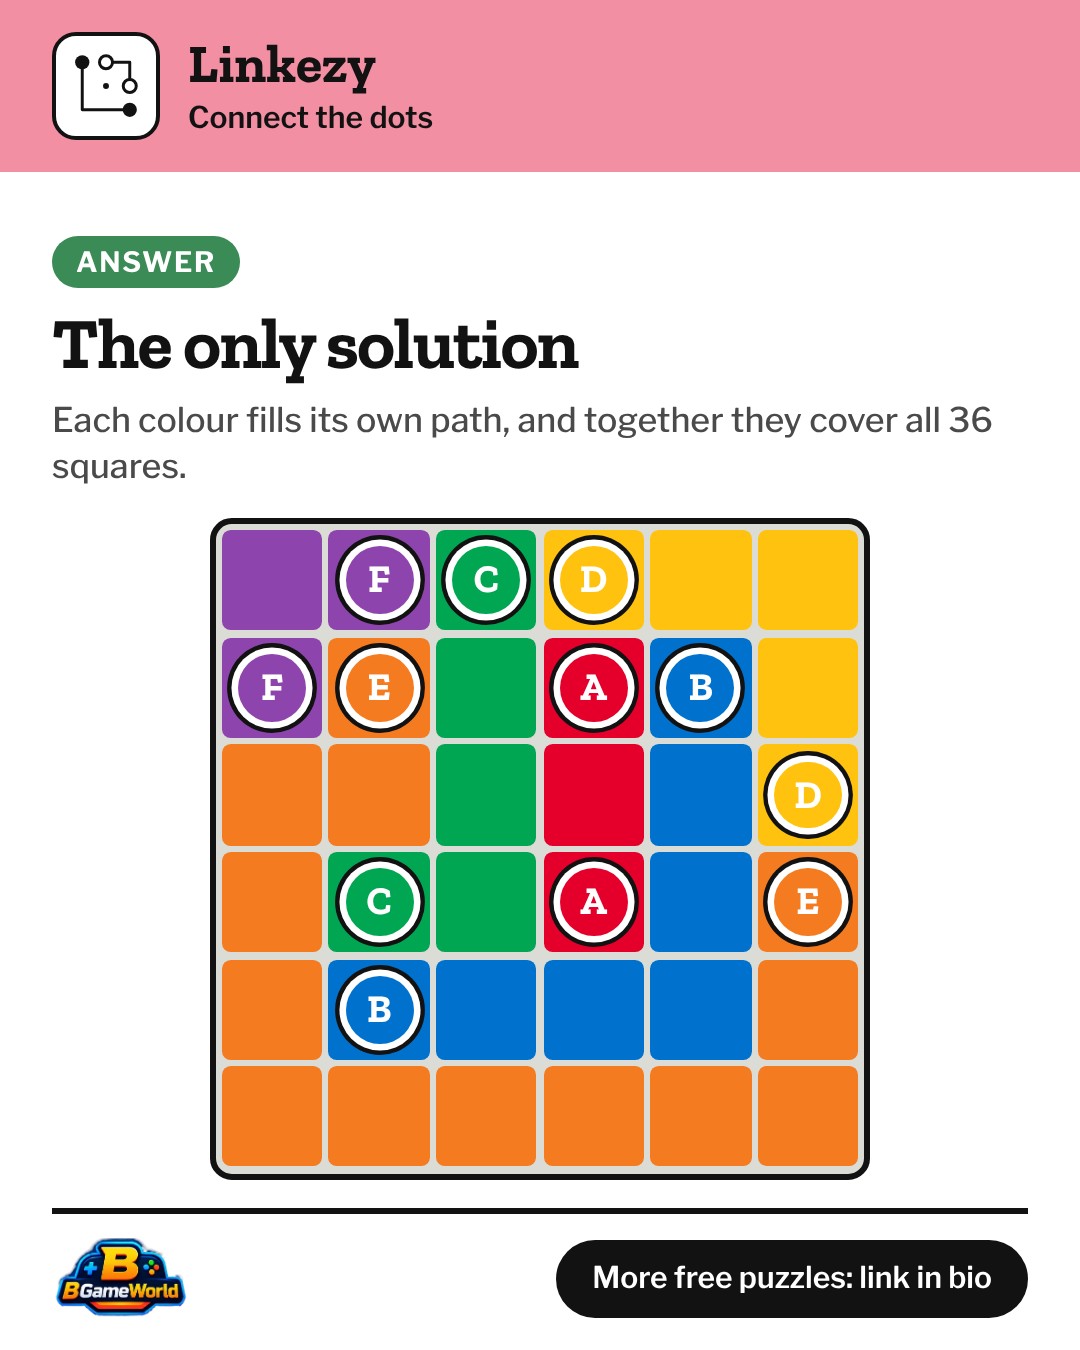 Linkezy
Connect the dots
ANSWER
The only solution
Each colour fills its own path, and together they cover all 36
squares.
F C D
F E A B
D
C A E
B
B
BGameWorld
More free puzzles: link in bio